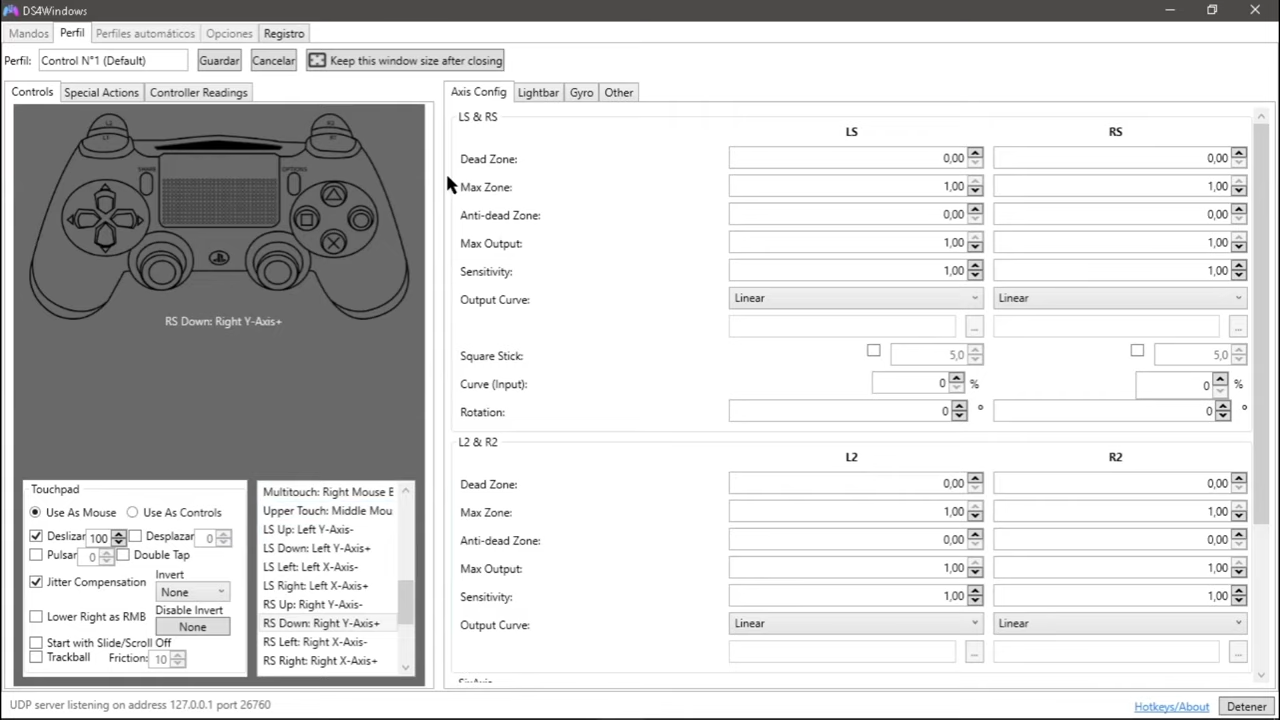 DS4Windows
Mandos Perfil Perfiles automáticos Opciones Registro
Perfil: Control N°1 (Default) Guardar Cancelar Keep this window size after closing
Controls Special Actions Controller Readings
L2 R2
L1 R1
SHARE OPTIONS
RS Down: Right Y-Axis+
Touchpad
Use As Mouse Use As Controls
Deslizar 100 Desplazar 0
Pulsar 0 Double Tap
Jitter Compensation Invert
None
Lower Right as RMB Disable Invert
None
Start with Slide/Scroll Off
Trackball Friction: 10
Multitouch: Right Mouse B
Upper Touch: Middle Mou
LS Up: Left Y-Axis-
LS Down: Left Y-Axis+
LS Left: Left X-Axis-
LS Right: Left X-Axis+
RS Up: Right Y-Axis-
RS Down: Right Y-Axis+
RS Left: Right X-Axis-
RS Right: Right X-Axis+
Axis Config Lightbar Gyro Other
LS & RS
LS RS
Dead Zone: 0,00 0,00
Max Zone: 1,00 1,00
Anti-dead Zone: 0,00 0,00
Max Output: 1,00 1,00
Sensitivity: 1,00 1,00
Output Curve: Linear Linear
... ...
Square Stick: 5,0 5,0
Curve (Input): 0 % 0 %
Rotation: 0 ° 0 °
L2 & R2
L2 R2
Dead Zone: 0,00 0,00
Max Zone: 1,00 1,00
Anti-dead Zone: 0,00 0,00
Max Output: 1,00 1,00
Sensitivity: 1,00 1,00
Output Curve: Linear Linear
... ...
SixAxis
UDP server listening on address 127.0.0.1 port 26760
Hotkeys/About Detener